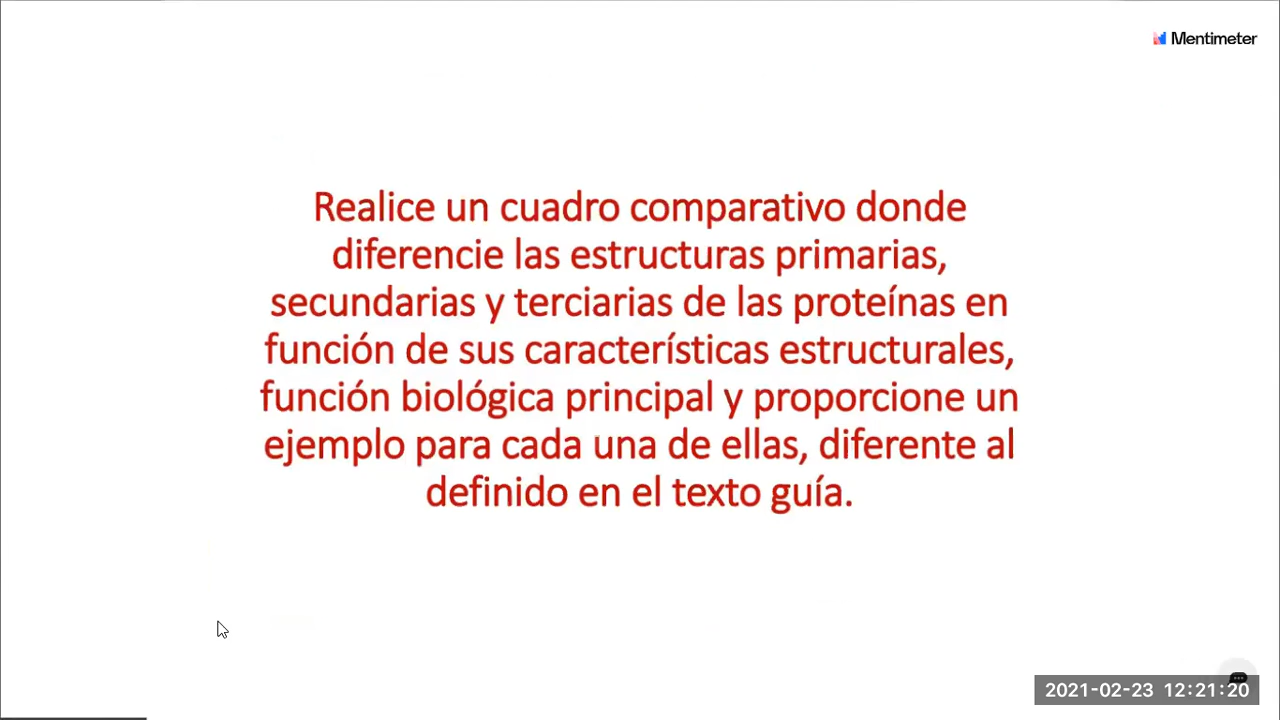 Mentimeter
Realice un cuadro comparativo donde
diferencie las estructuras primarias,
secundarias y terciarias de las proteínas en
función de sus características estructurales,
función biológica principal y proporcione un
ejemplo para cada una de ellas, diferente al
definido en el texto guía.
2021-02-23 12:21:20